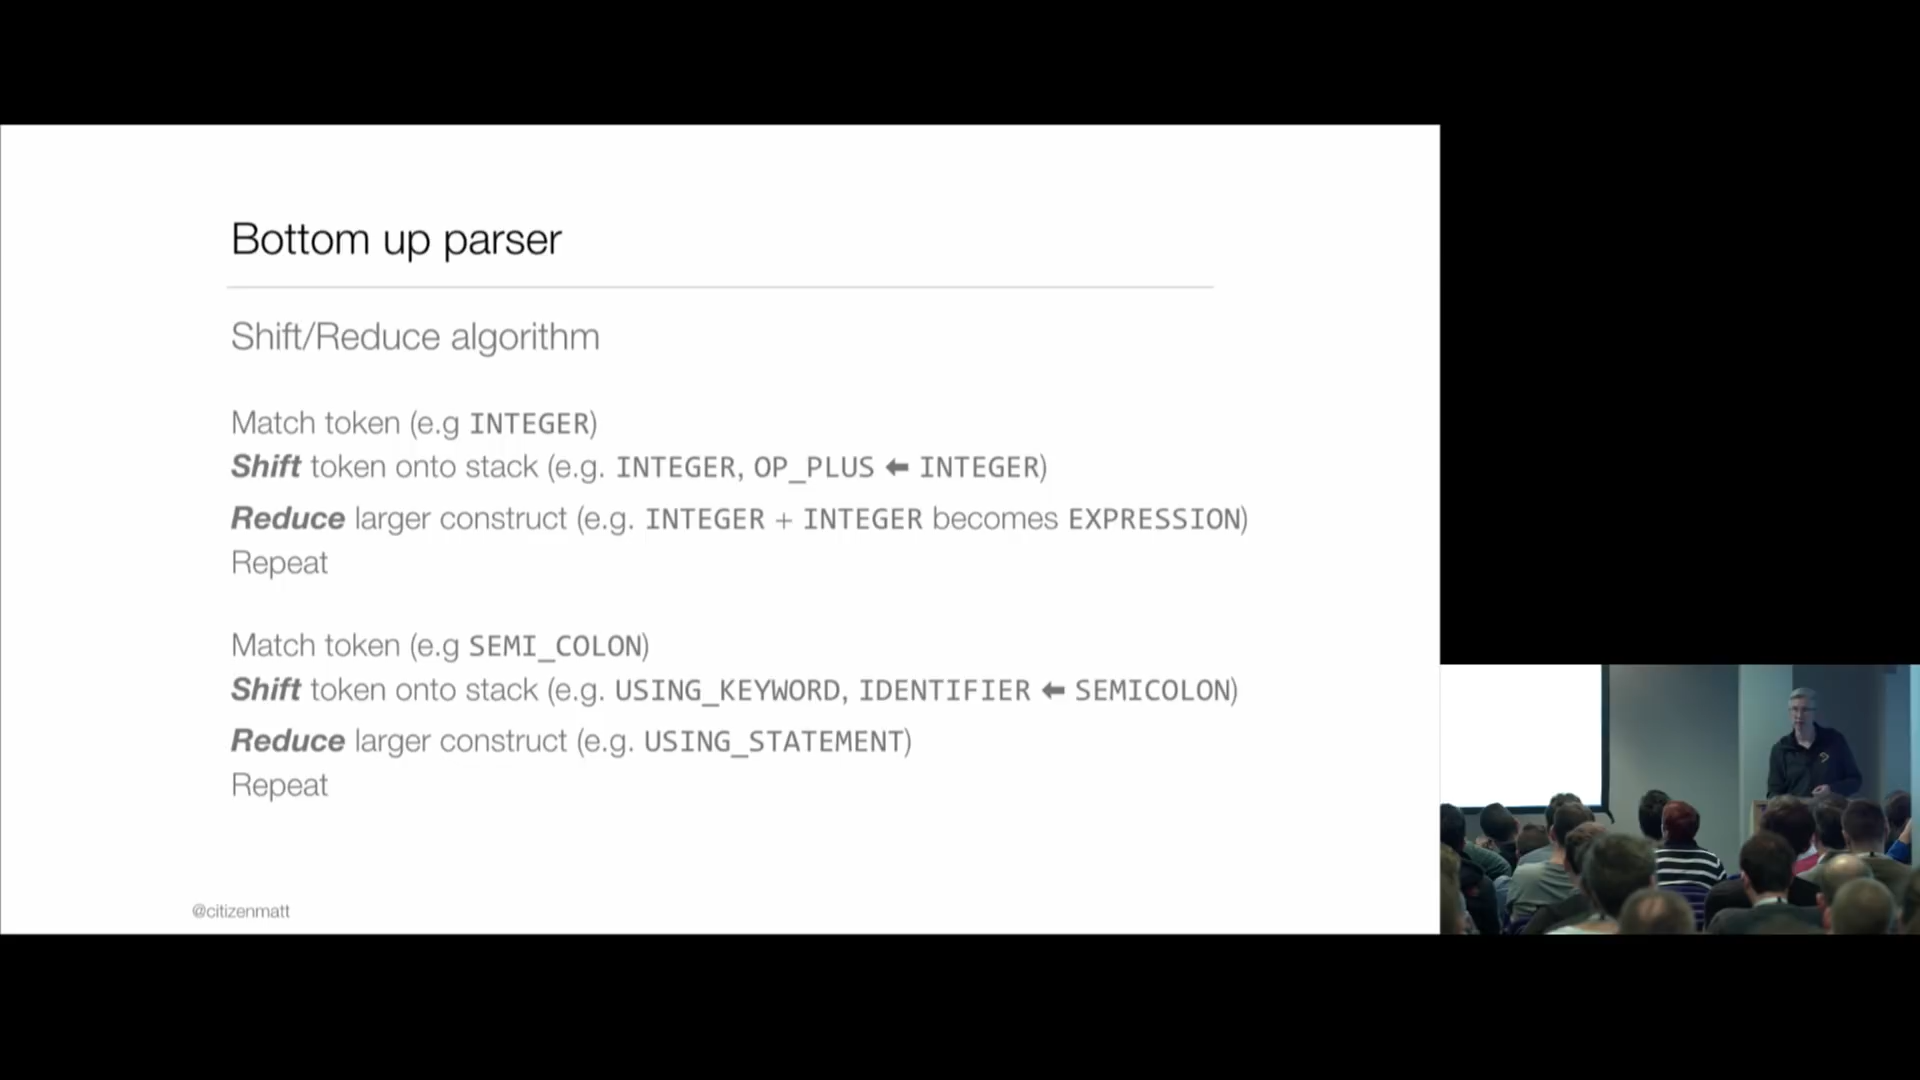 Bottom up parser
Shift/Reduce algorithm
Match token (e.g INTEGER)
Shift token onto stack (e.g. INTEGER, OP_PLUS ⬅ INTEGER)
Reduce larger construct (e.g. INTEGER + INTEGER becomes EXPRESSION)
Repeat
Match token (e.g SEMI_COLON)
Shift token onto stack (e.g. USING_KEYWORD, IDENTIFIER ⬅ SEMICOLON)
Reduce larger construct (e.g. USING_STATEMENT)
Repeat
@citizenmatt